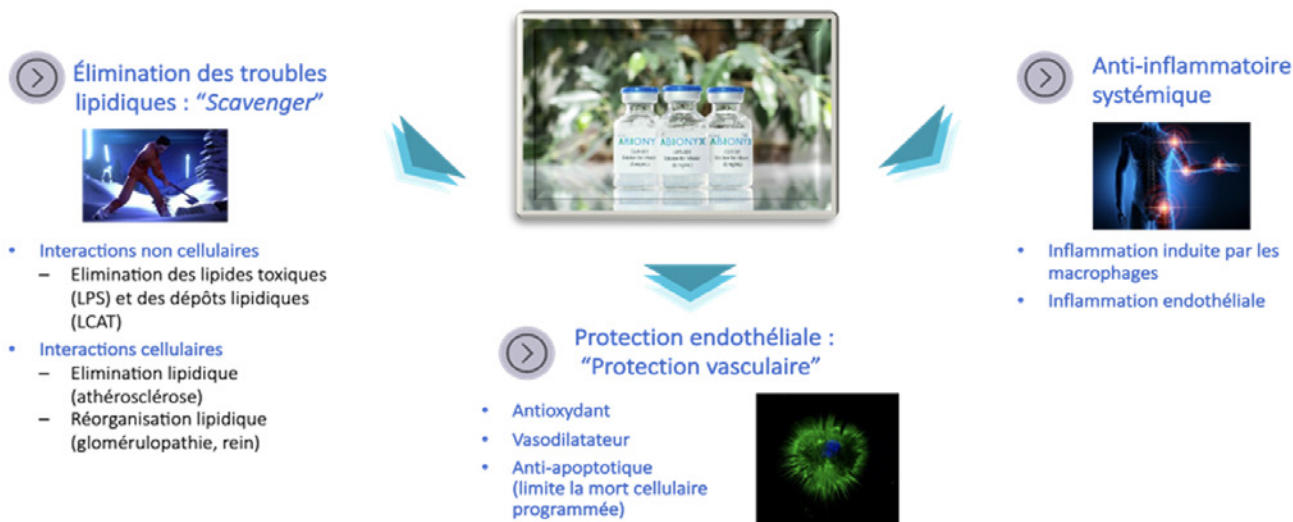 Élimination des troubles
lipidiques : “Scavenger”
• Interactions non cellulaires
– Elimination des lipides toxiques
(LPS) et des dépôts lipidiques
(LCAT)
• Interactions cellulaires
– Elimination lipidique
(athérosclérose)
– Réorganisation lipidique
(glomérulopathie, rein)
ABIONYX
ABIONYX
ABIONYX
Protection endothéliale :
“Protection vasculaire”
• Antioxydant
• Vasodilatateur
• Anti-apoptotique
(limite la mort cellulaire
programmée)
Anti-inflammatoire
systémique
• Inflammation induite par les
macrophages
• Inflammation endothéliale